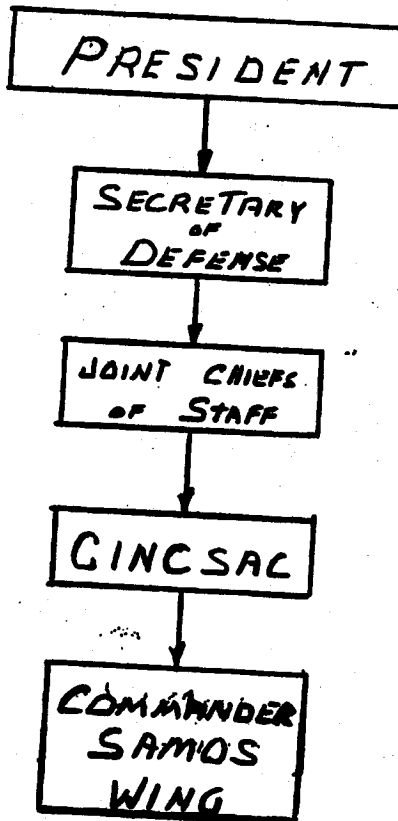 PRESIDENT
SECRETARY
OF
DEFENSE
JOINT CHIEFS
OF STAFF
CINCSAC
COMMANDER
SAMOS
WING